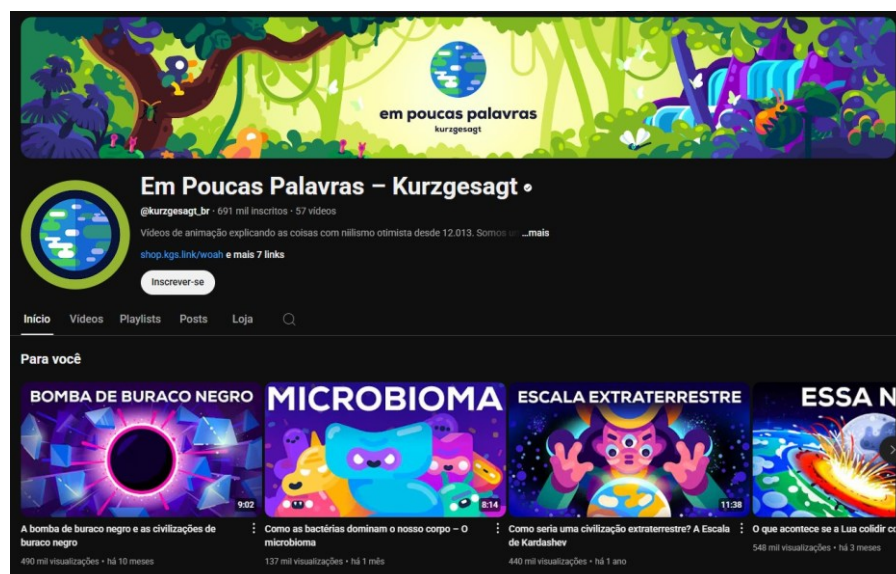 em poucas palavras
kurzgesagt
Em Poucas Palavras – Kurzgesagt
@kurzgesagt_br · 691 mil inscritos · 57 vídeos
Vídeos de animação explicando as coisas com niilismo otimista desde 12.013. Somos ...mais
shop.kgs.link/woah e mais 7 links
Inscrever-se
Início Vídeos Playlists Posts Loja
Para você
BOMBA DE BURACO NEGRO
9:02
A bomba de buraco negro e as civilizações de
buraco negro
490 mil visualizações • há 10 meses
MICROBIOMA
8:14
Como as bactérias dominam o nosso corpo – O
microbioma
137 mil visualizações • há 1 mês
ESCALA EXTRATERRESTRE
11:38
Como seria uma civilização extraterrestre? A Escala
de Kardashev
440 mil visualizações • há 1 ano
ESSA N
O que acontece se a Lua colidir co
548 mil visualizações • há 3 meses